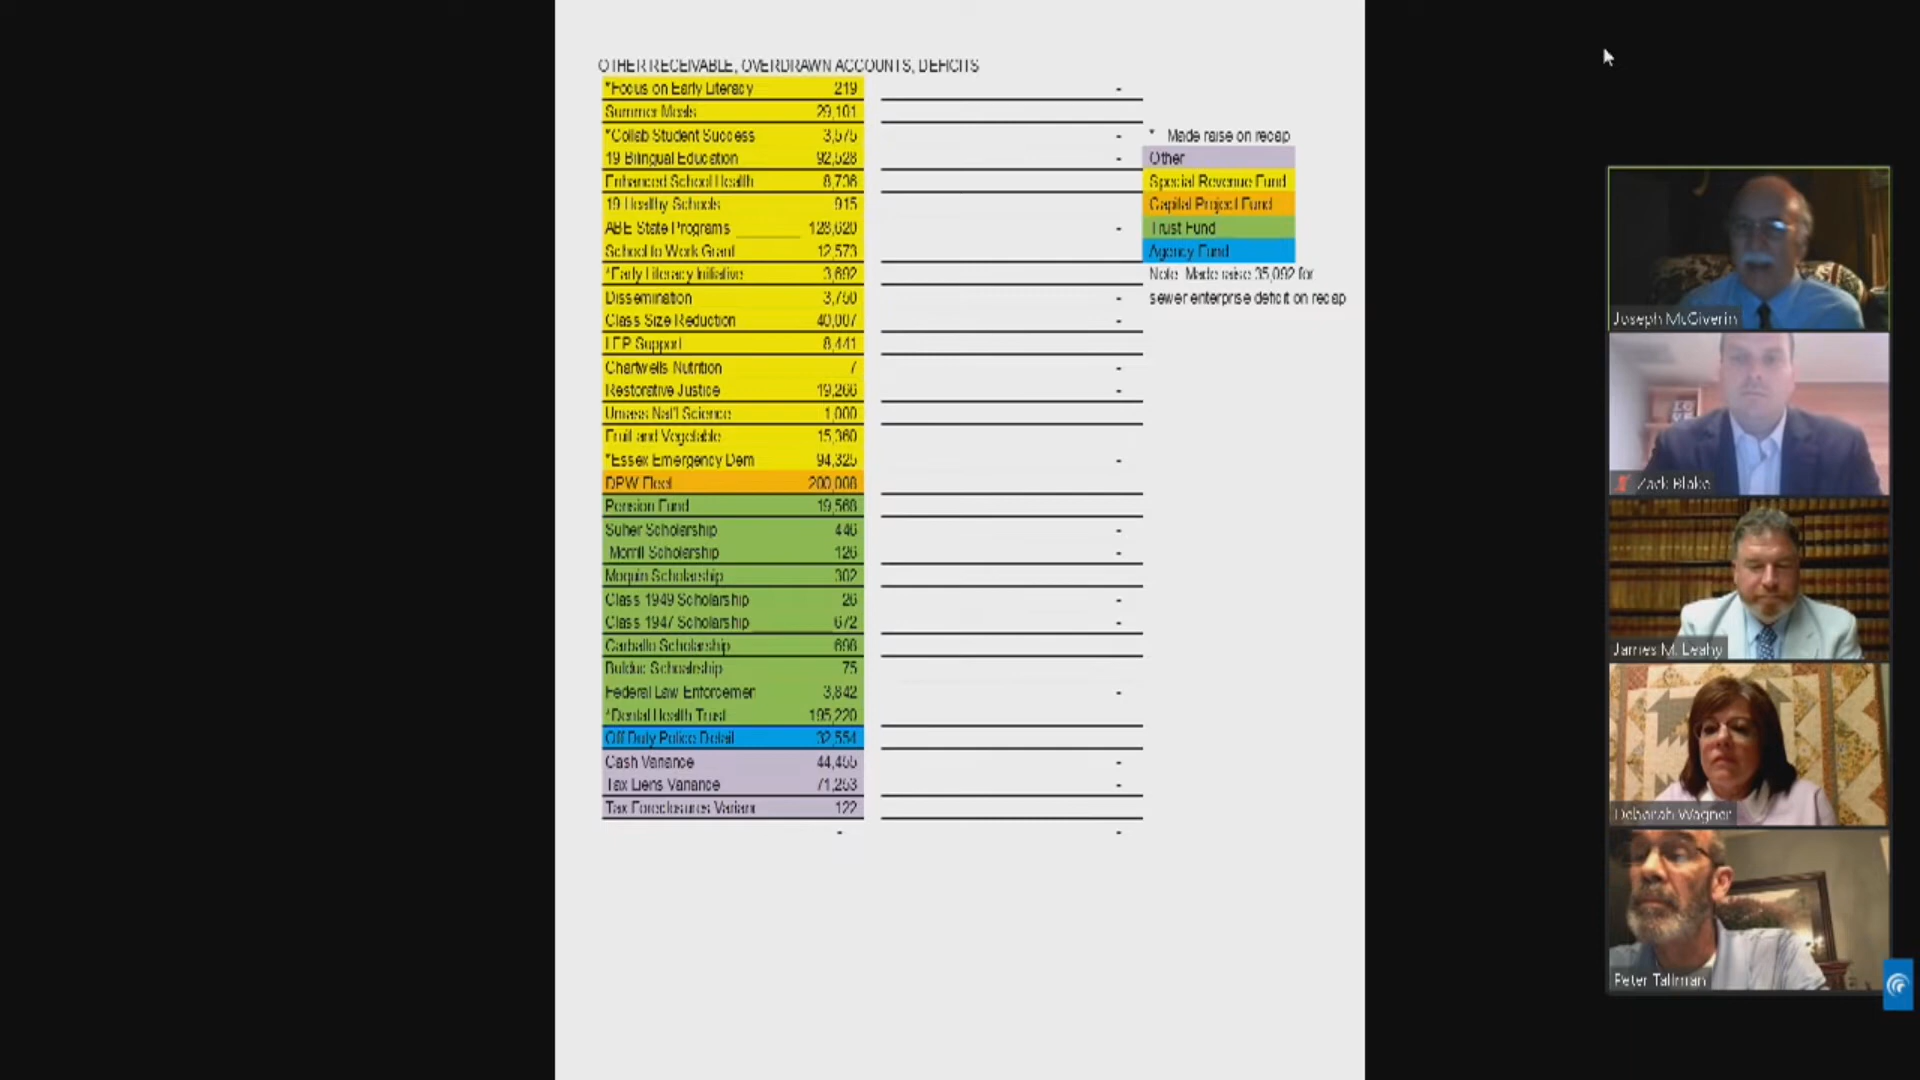 OTHER RECEIVABLE, OVERDRAWN ACCOUNTS, DEFICITS
*Focus on Early Literacy 219 -
Summer Meals 29,101
*Collab Student Success 3,575 - * Made raise on recap
19 Bilingual Education 92,528 - Other
Enhanced School Health 8,736 Special Revenue Fund
19 Healthy Schools 915 Capital Project Fund
ABE State Programs 128,620 - Trust Fund
School to Work Grant 12,573 Agency Fund
*Early Literacy Initiative 3,692 Note: Made raise 35,092 for
Dissemination 3,750 - sewer enterprise deficit on recap
Class Size Reduction 40,007 -
LEP Support 8,441
Chartwells Nutrition 7 -
Restorative Justice 19,266 -
Umass Nat'l Science 1,000
Fruit and Vegetable 15,360
*Essex Emergency Dem 94,325 -
DPW Fleet 200,008
Pension Fund 19,568
Suher Scholarship 446 -
Morrill Scholarship 126 -
Moquin Scholarship 302
Class 1949 Scholarship 26 -
Class 1947 Scholarship 672 -
Carballo Scholarship 698
Bulduc Scholarship 75
Federal Law Enforcemen 3,842 -
*Dental Health Trust 195,220
Off Duty Police Detail 32,554
Cash Variance 44,455 -
Tax Liens Variance 71,253 -
Tax Foreclosures Varianc 122
- -
Joseph McGiverin
Zack Blake
James M. Leahy
Deborah Wagner
Peter Tallman